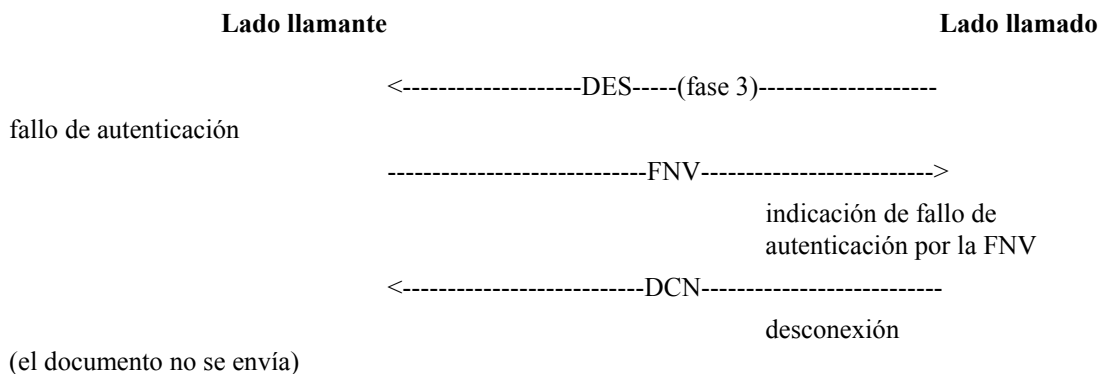 Lado llamante Lado llamado
<--------------------DES-----(fase 3)--------------------
fallo de autenticación
-----------------------------FNV-------------------------->
indicación de fallo de
autenticación por la FNV
<---------------------------DCN---------------------------
desconexión
(el documento no se envía)